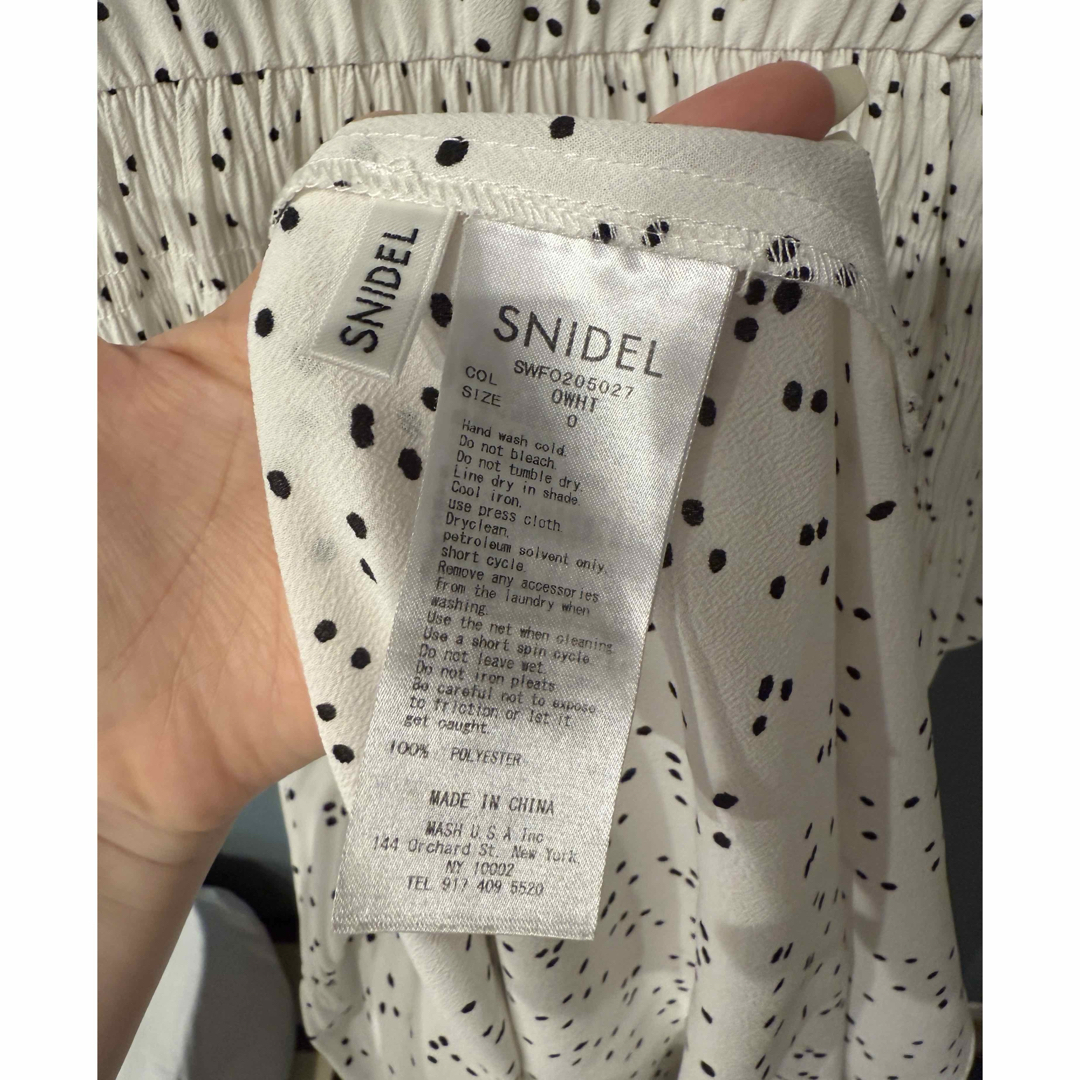 SNIDEL
SNIDEL
SWFO205027
COL OWHT
SIZE 0
Hand wash cold.
Do not bleach.
Do not tumble dry.
Line dry in shade.
Cool iron,
use press cloth.
Dryclean,
petroleum solvent only,
short cycle.
Remove any accessories
from the laundry when
washing.
Use the net when cleaning.
Use a short spin cycle.
Do not leave wet.
Do not iron pleats.
Be careful not to expose
to friction or lst it
get caught.
100% POLYESTER
MADE IN CHINA
MASH U.S.A Inc.
144 Orchard St. New York,
NY 10002
TEL 917 409 5520